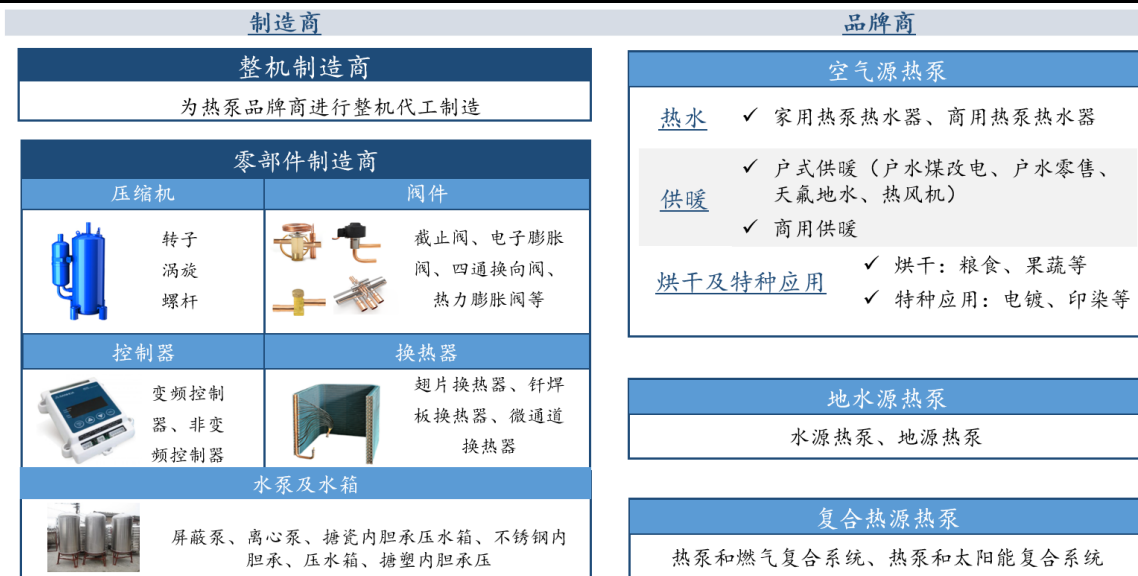 制造商
整机制造商
为热泵品牌商进行整机代工制造
零部件制造商
压缩机
转子
涡旋
螺杆
阀件
截止阀、电子膨胀
阀、四通换向阀、
热力膨胀阀等
控制器
变频控制
器、非变
频控制器
换热器
翅片换热器、钎焊
板换热器、微通道
换热器
水泵及水箱
屏蔽泵、离心泵、搪瓷内胆承压水箱、不锈钢内
胆承、压水箱、搪塑内胆承压
品牌商
空气源热泵
热水
✓ 家用热泵热水器、商用热泵热水器
供暖
✓ 户式供暖（户水煤改电、户水零售、
天氟地水、热风机）
✓ 商用供暖
烘干及特种应用
✓ 烘干：粮食、果蔬等
✓ 特种应用：电镀、印染等
地水源热泵
水源热泵、地源热泵
复合热源热泵
热泵和燃气复合系统、热泵和太阳能复合系统